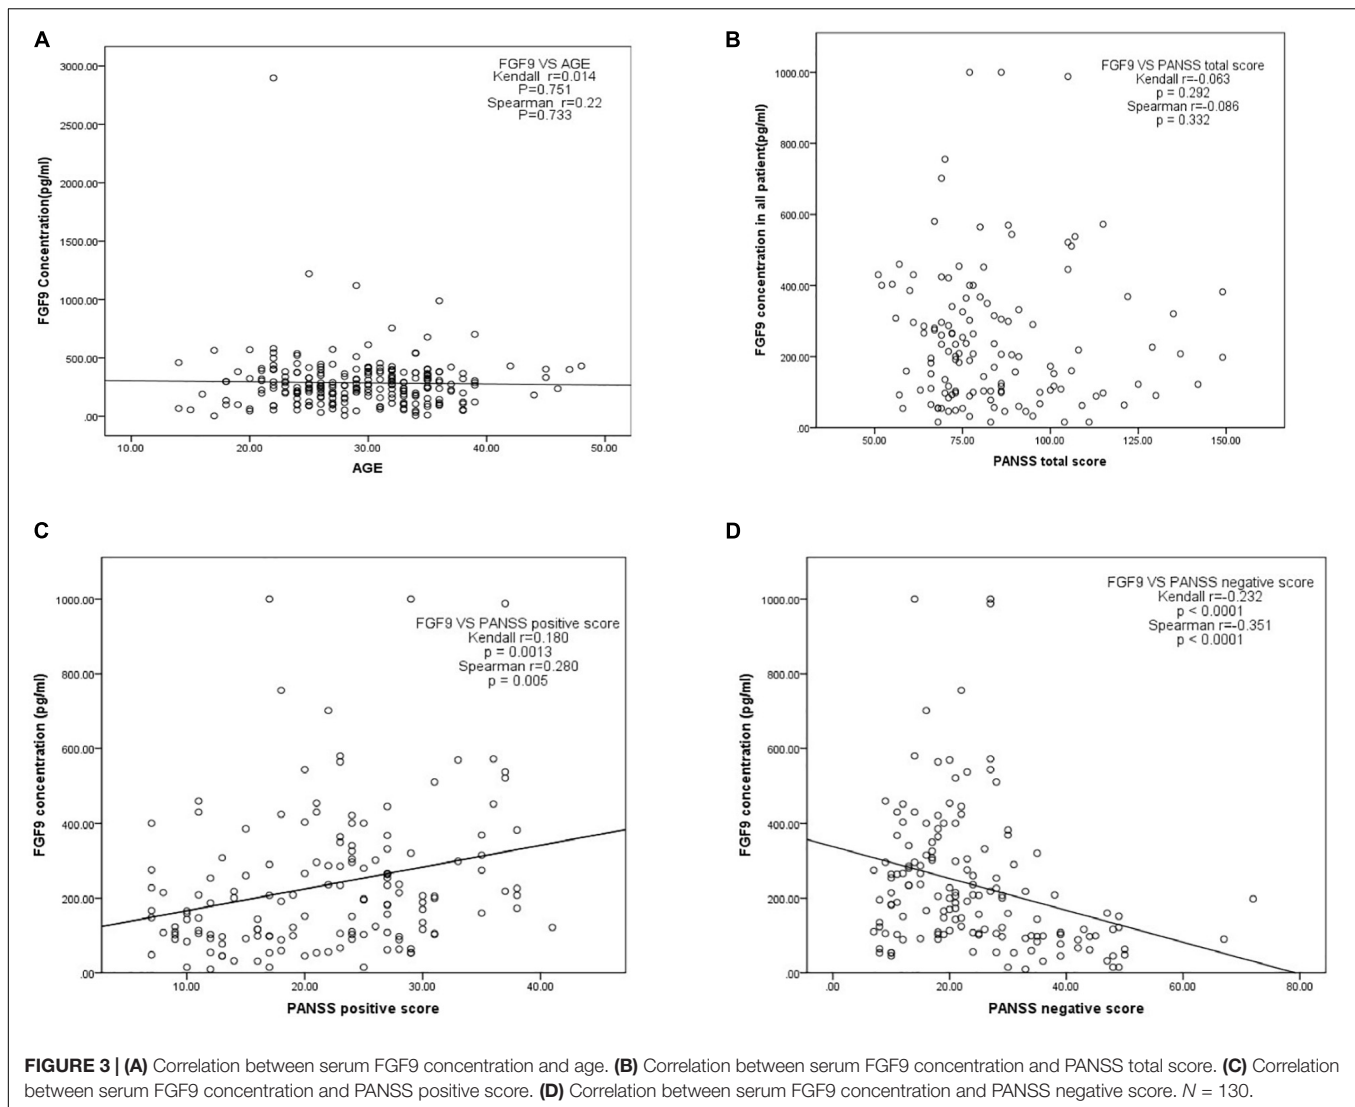 A
FGF9 VS AGE
Kendall r=0.014
P=0.751
Spearman r=0.22
P=0.733
3000.00
2500.00
2000.00
1500.00
1000.00
500.00
.00
FGF9 Concentration(pg/ml)
10.00 20.00 30.00 40.00 50.00
AGE
B
FGF9 VS PANSS total score
Kendall r=-0.063
p = 0.292
Spearman r=-0.086
p = 0.332
1000.00
800.00
600.00
400.00
200.00
.00
FGF9 concentration in all patient(pg/ml)
50.00 75.00 100.00 125.00 150.00
PANSS total score
C
FGF9 VS PANSS positive score
Kendall r=0.180
p = 0.0013
Spearman r=0.280
p = 0.005
1000.00
800.00
600.00
400.00
200.00
.00
FGF9 concentration (pg/ml)
10.00 20.00 30.00 40.00
PANSS positive score
D
FGF9 VS PANSS negative score
Kendall r=-0.232
p < 0.0001
Spearman r=-0.351
p < 0.0001
1000.00
800.00
600.00
400.00
200.00
.00
FGF9 concentration (pg/ml)
.00 20.00 40.00 60.00 80.00
PANSS negative score
FIGURE 3 | (A) Correlation between serum FGF9 concentration and age. (B) Correlation between serum FGF9 concentration and PANSS total score. (C) Correlation
between serum FGF9 concentration and PANSS positive score. (D) Correlation between serum FGF9 concentration and PANSS negative score. N = 130.